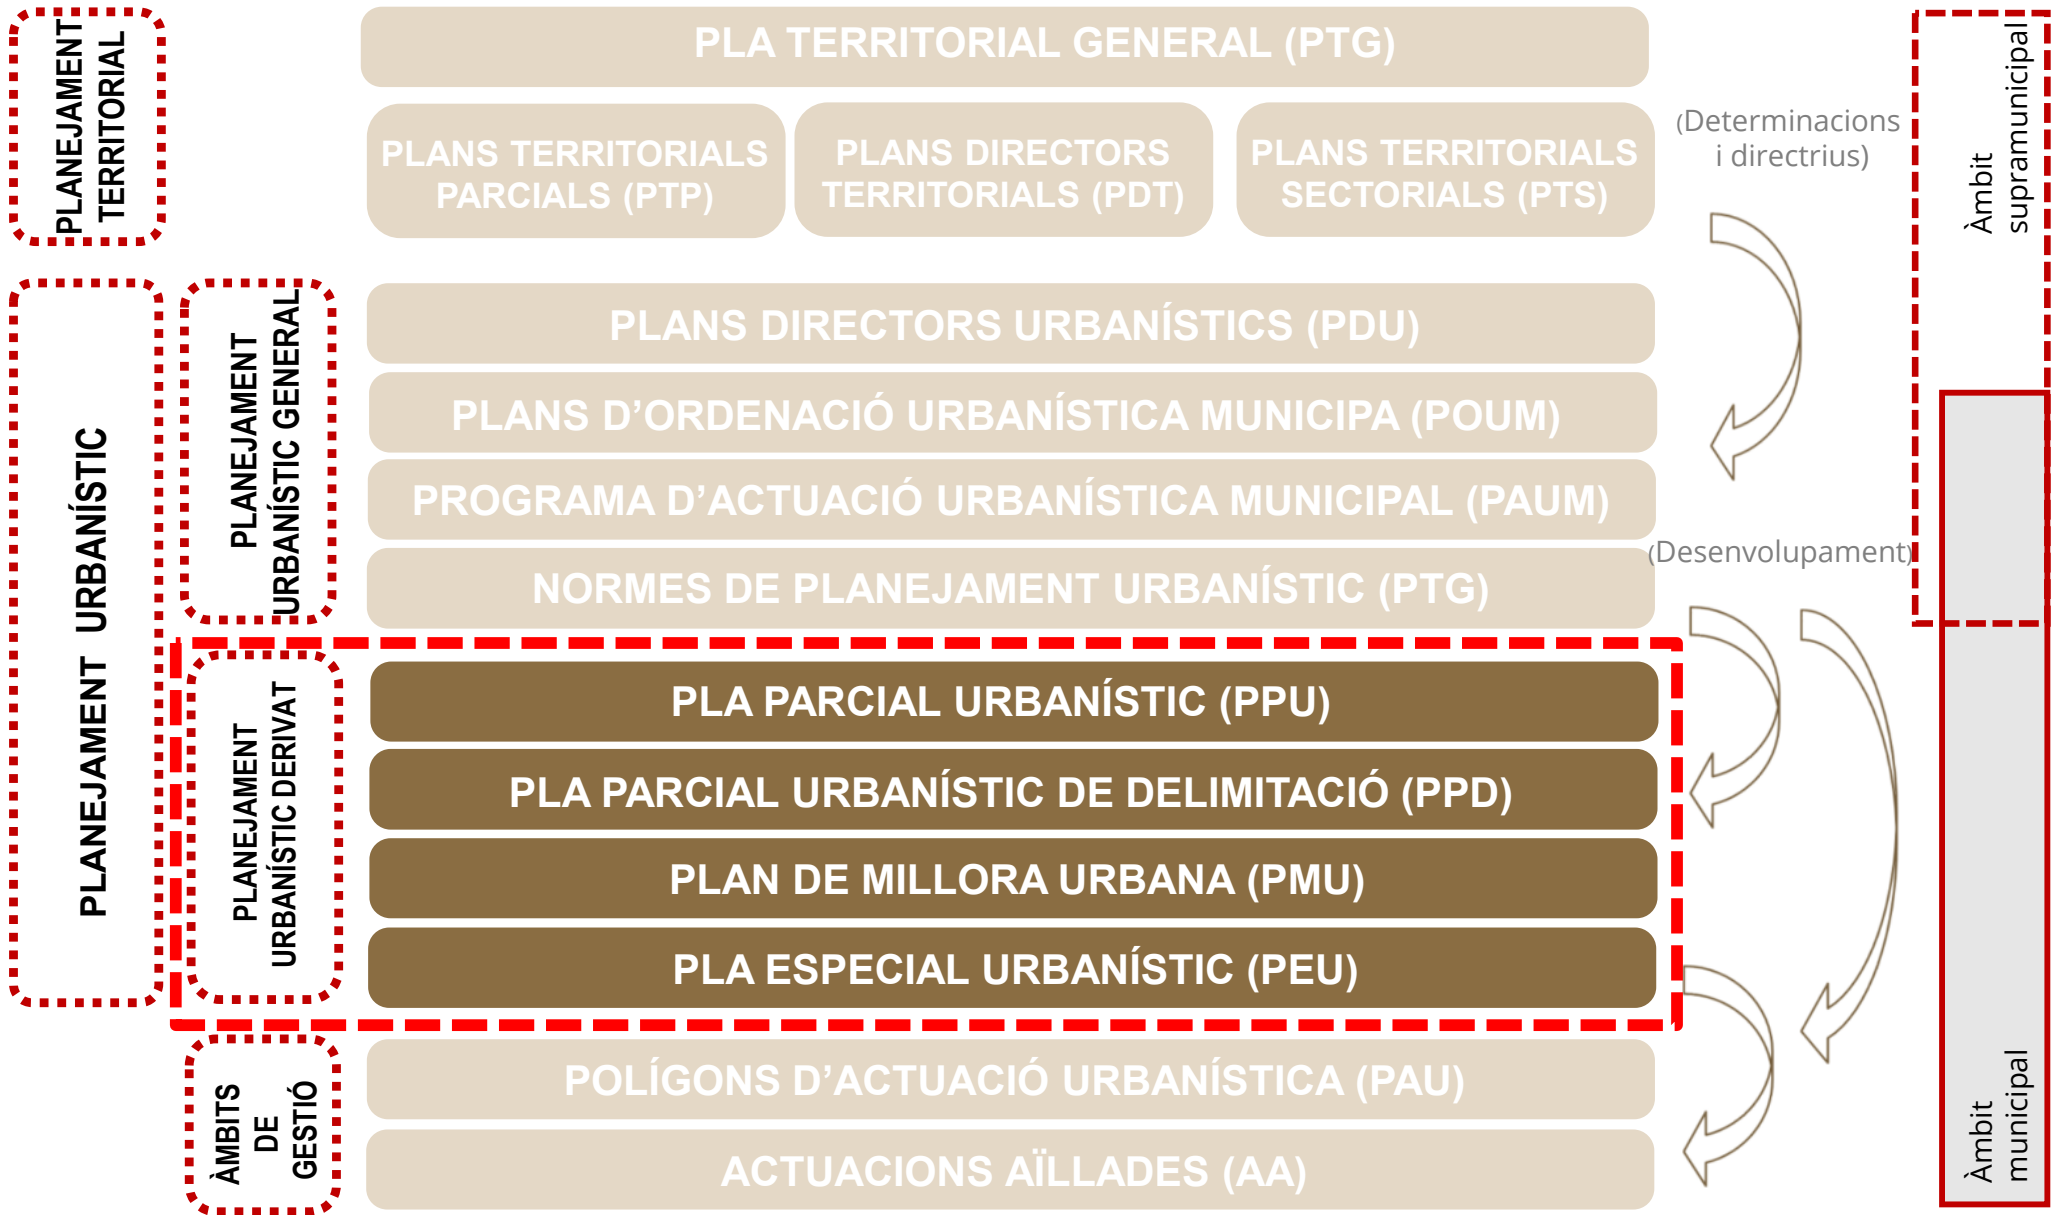 PLANEJAMENT
TERRITORIAL
PLA TERRITORIAL GENERAL (PTG)
PLANS TERRITORIALS
PARCIALS (PTP)
PLANS DIRECTORS
TERRITORIALS (PDT)
PLANS TERRITORIALS
SECTORIALS (PTS)
(Determinacions
i directrius)
Àmbit
supramunicipal
PLANEJAMENT URBANÍSTIC
PLANEJAMENT
URBANÍSTIC GENERAL
PLANS DIRECTORS URBANÍSTICS (PDU)
PLANS D’ORDENACIÓ URBANÍSTICA MUNICIPA (POUM)
PROGRAMA D’ACTUACIÓ URBANÍSTICA MUNICIPAL (PAUM)
NORMES DE PLANEJAMENT URBANÍSTIC (PTG)
(Desenvolupament)
PLANEJAMENT
URBANÍSTIC DERIVAT
PLA PARCIAL URBANÍSTIC (PPU)
PLA PARCIAL URBANÍSTIC DE DELIMITACIÓ (PPD)
PLAN DE MILLORA URBANA (PMU)
PLA ESPECIAL URBANÍSTIC (PEU)
ÀMBITS
DE
GESTIÓ
POLÍGONS D’ACTUACIÓ URBANÍSTICA (PAU)
ACTUACIONS AÏLLADES (AA)
Àmbit
municipal